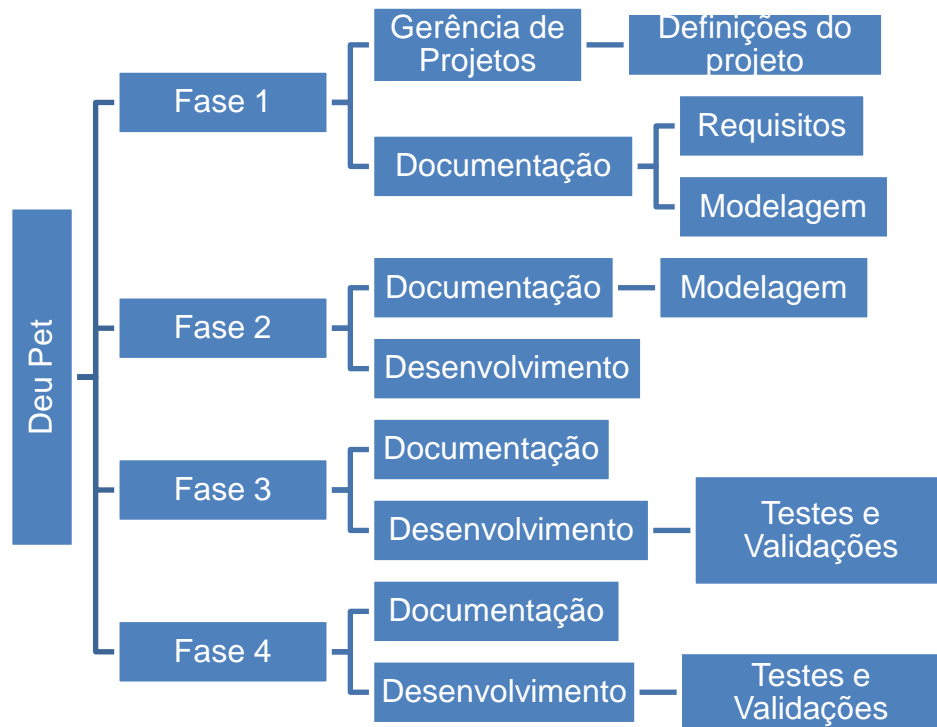 Deu Pet
Fase 1
Gerência de
Projetos
Definições do
projeto
Documentação
Requisitos
Modelagem
Fase 2
Documentação
Modelagem
Desenvolvimento
Fase 3
Documentação
Desenvolvimento
Testes e
Validações
Fase 4
Documentação
Desenvolvimento
Testes e
Validações